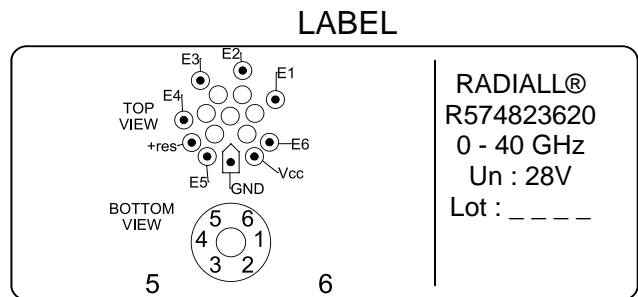 LABEL
E3
E2
E1
E4
TOP
VIEW
+res
E6
E5
Vcc
GND
BOTTOM
VIEW
5 6
4 1
3 2
5
6
RADIALL®
R574823620
0 - 40 GHz
Un : 28V
Lot : _ _ _ _